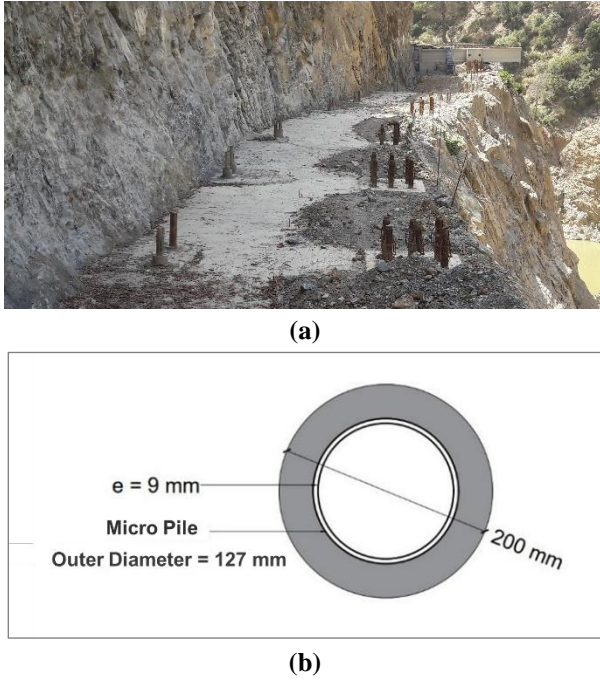 (a)
e = 9 mm
Micro Pile
Outer Diameter = 127 mm
200 mm
(b)